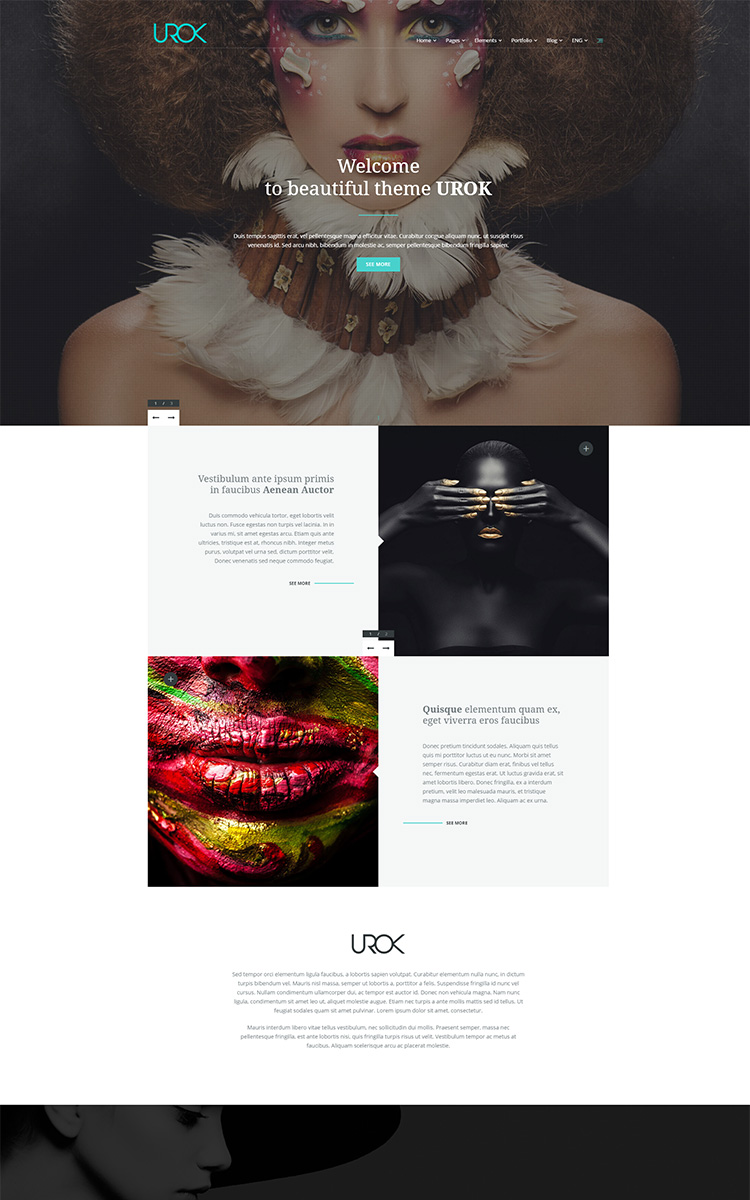 UROK
Home Pages Elements Portfolio Blog ENG
Welcome
to beautiful theme UROK
Duis tempus sagittis erat, vel pellentesque magna efficitur vitae. Curabitur congue aliquam nunc, ut suscipit risus
venenatis id. Sed arcu nibh, bibendum in molestie ac, semper pellentesque bibendum fringilla sapien.
SEE MORE
Vestibulum ante ipsum primis
in faucibus Aenean Auctor
Duis commodo vehicula tortor, eget lobortis velit
luctus non. Fusce egestas non turpis vel lacinia. In in
varius mi, sit amet egestas arcu. Etiam quis ante
ultricies, tristique est at, rhoncus nibh. Integer metus
purus, volutpat vel urna sed, dictum porttitor velit.
Donec venenatis sed neque commodo feugiat.
SEE MORE
Quisque elementum quam ex,
eget viverra eros faucibus
Donec pretium tincidunt sodales. Aliquam quis tellus
quis mi porttitor luctus ut eu nunc. Morbi sit amet
semper risus. Curabitur diam erat, finibus vel tellus
nec, fermentum egestas erat. Ut luctus gravida erat, sit
amet lobortis libero. Donec fringilla, ex a interdum
pretium, velit leo malesuada mauris, et tristique
magna massa imperdiet leo. Aliquam ac ex urna.
SEE MORE
UROK
Sed tempor orci elementum ligula faucibus, a lobortis sapien volutpat. Curabitur elementum nulla nunc, in dictum
turpis bibendum vel. Mauris nisl massa, semper ut lobortis a, porttitor a felis. Suspendisse fringilla id nunc vel
cursus. Nullam condimentum ullamcorper dui, ac tempor est auctor id. Donec non vehicula magna. Nam nunc
ligula, condimentum sit amet leo ut, aliquet molestie augue. Etiam nec turpis a ante mollis mattis sed id tellus. Ut
feugiat sodales quam sit amet pulvinar. Lorem ipsum dolor sit amet, consectetur.
Mauris interdum libero vitae tellus vestibulum, nec sollicitudin dui mollis. Praesent semper, massa nec
pellentesque fringilla, est ante lobortis nisi, quis fringilla turpis risus ut velit. Vestibulum tempor ac metus at
faucibus. Aliquam scelerisque arcu ac placerat molestie.